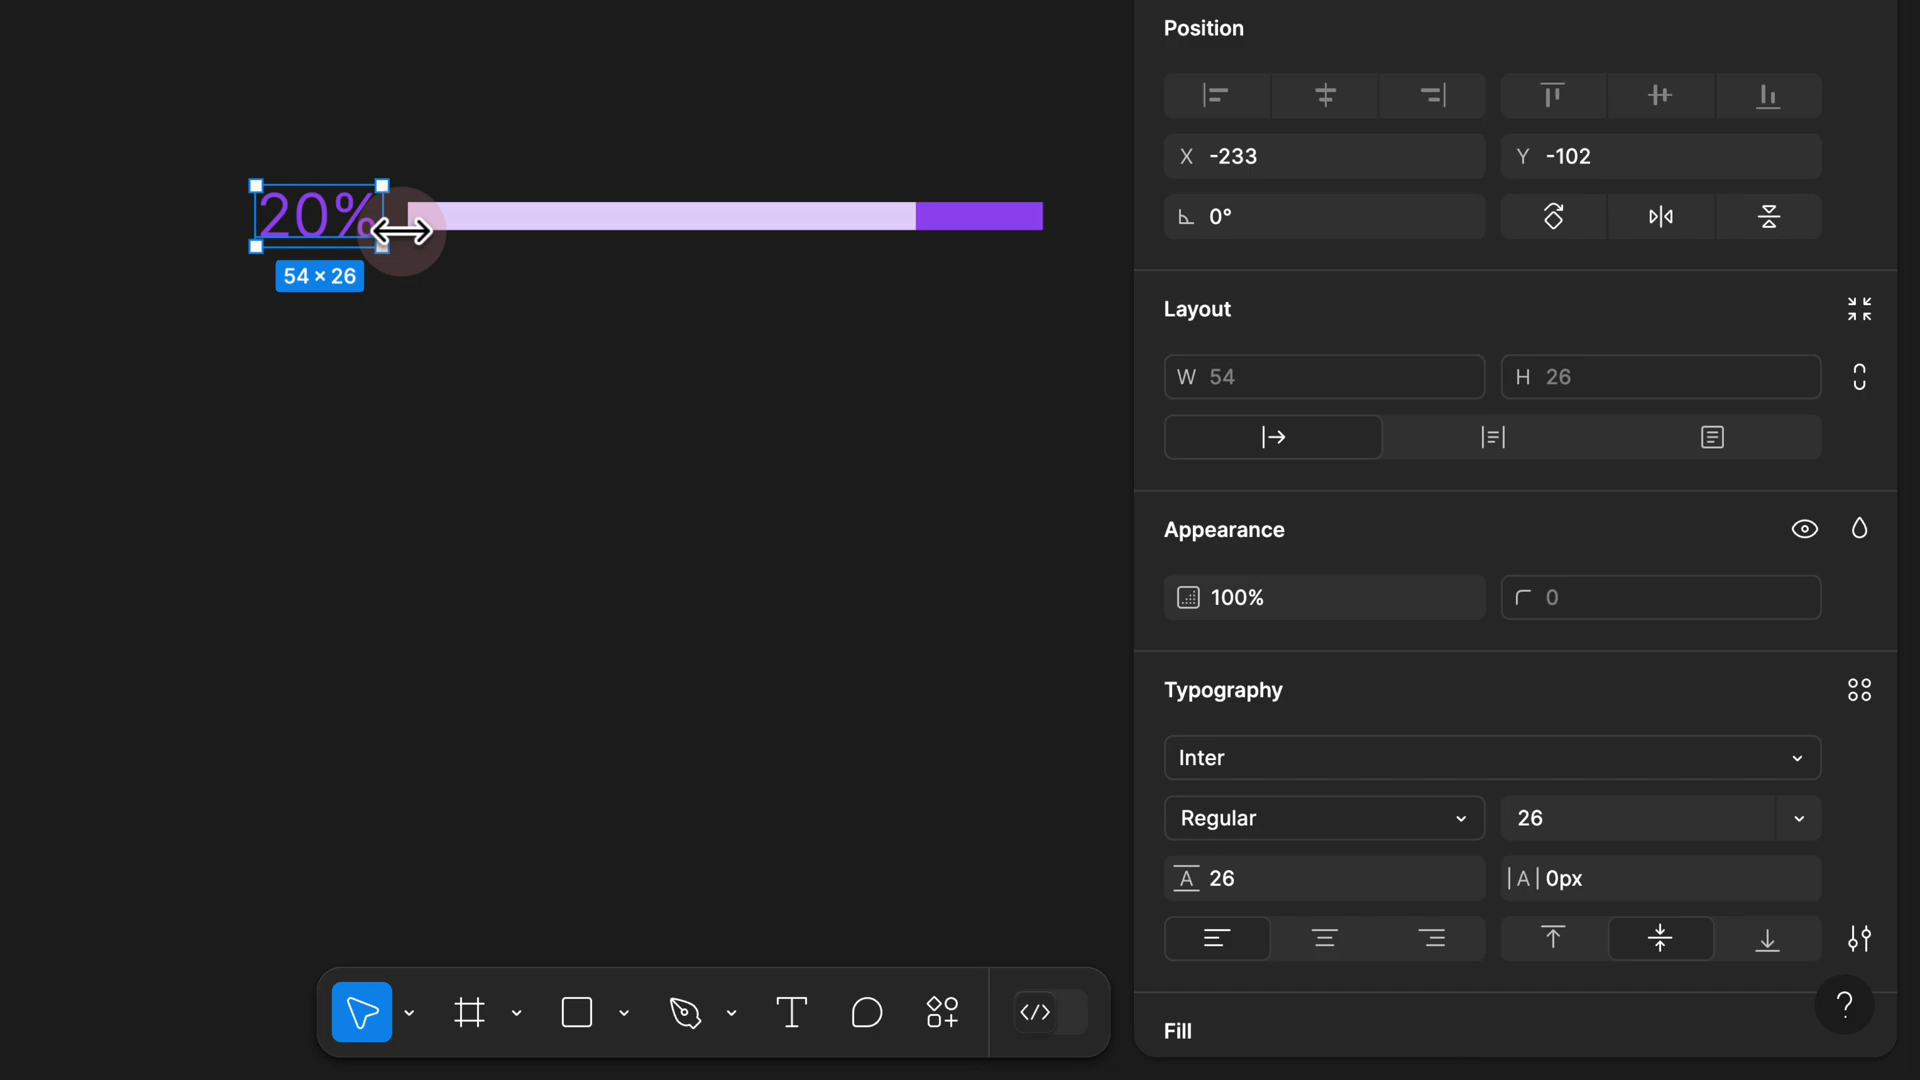 Position
X -233
Y -102
20%
0°
54 × 26
Layout
W 54
H 26
Appearance
100%
0
Typography
Inter
Regular
26
A 26
|A| 0px
Fill
?